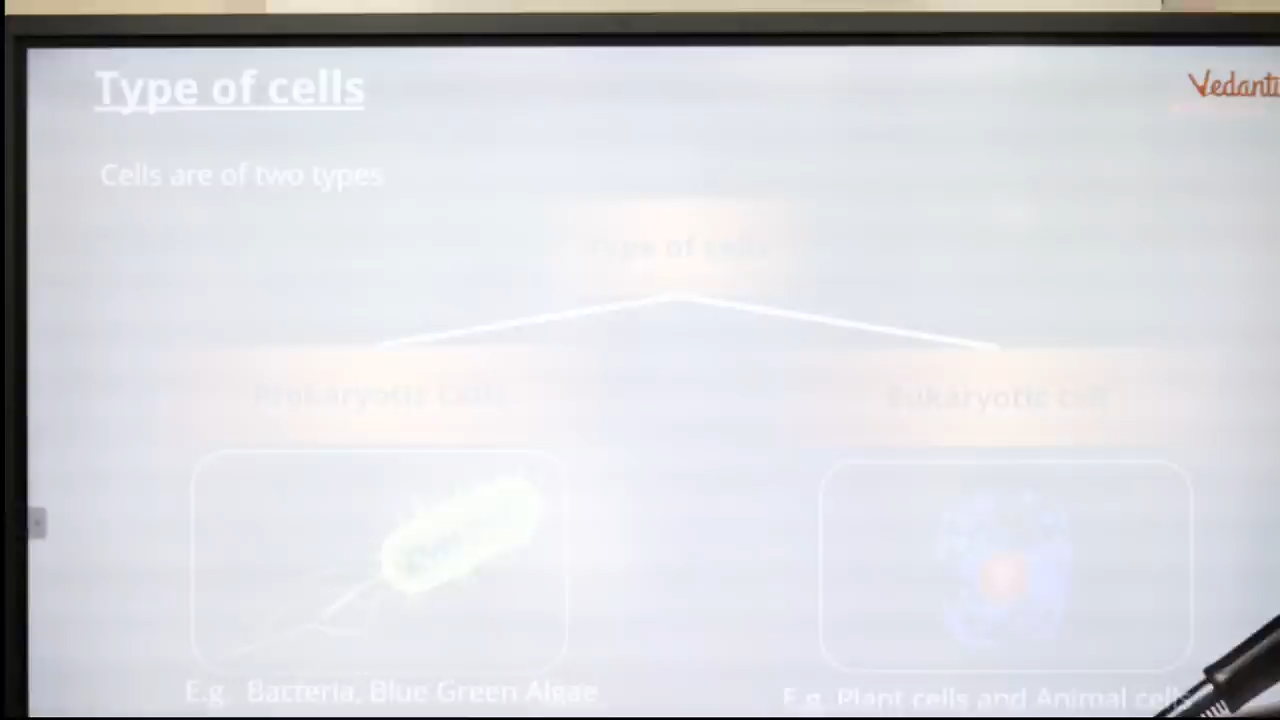 Type of cells
Vedant
Cells are of two types
Type of cells
Prokaryotic Cells
Eukaryotic cell
E.g. Bacteria, Blue Green Algae
E.g. Plant cells and Animal cells